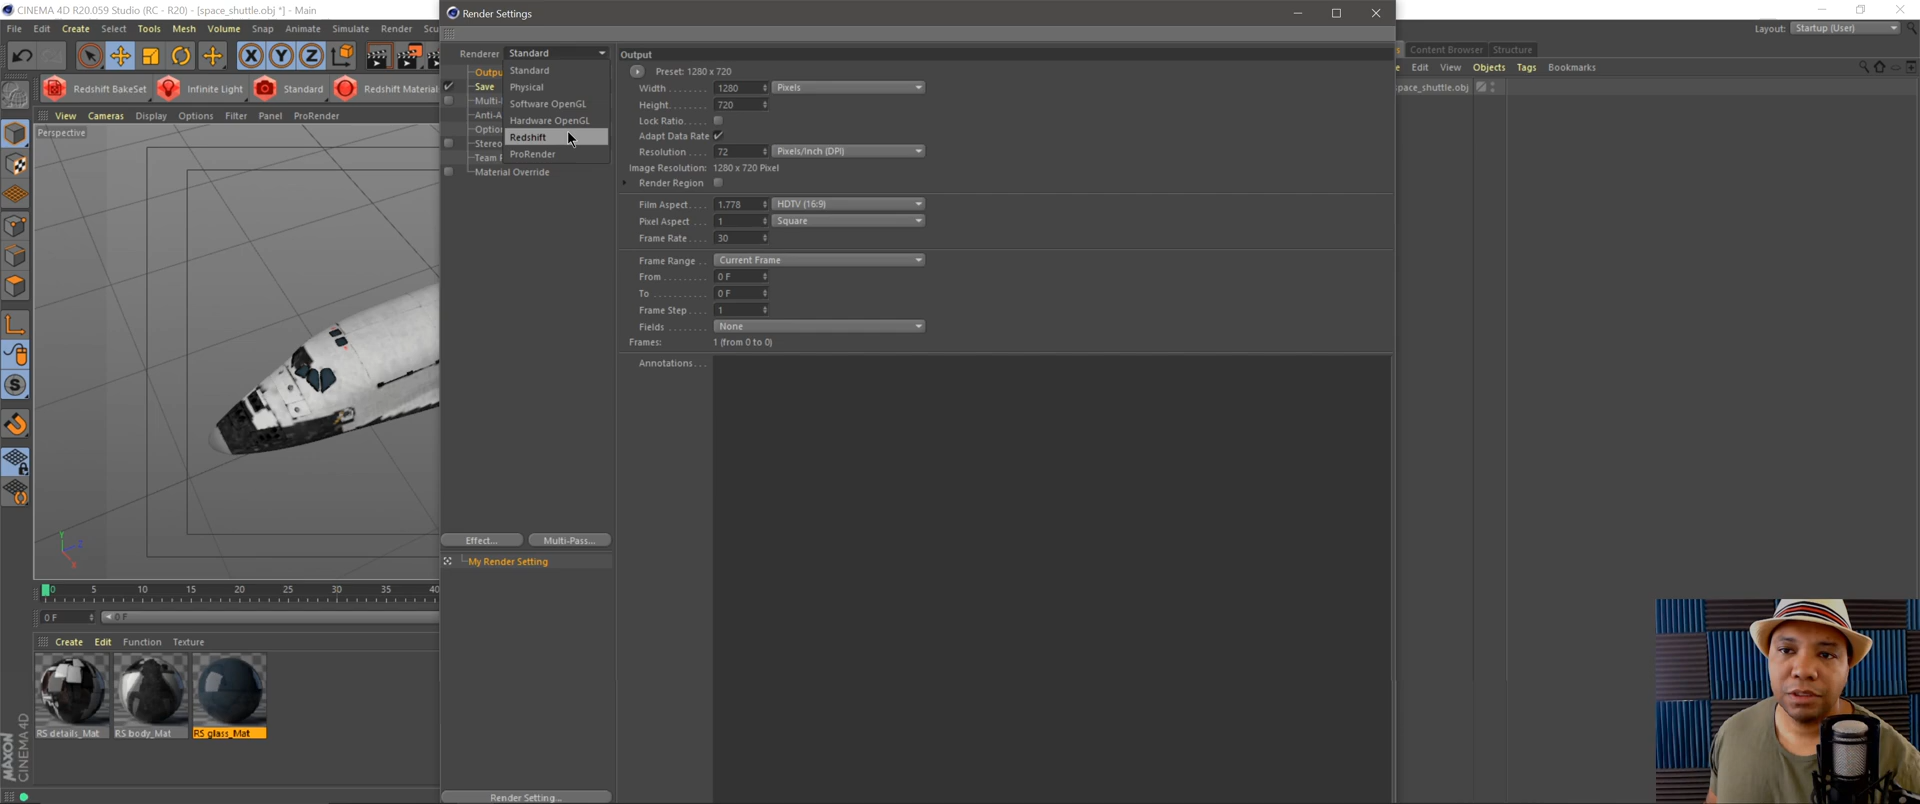 CINEMA 4D R20.059 Studio (RC - R20) - [space_shuttle.obj *] - Main
File Edit Create Select Tools Mesh Volume Snap Animate Simulate Render
Redshift BakeSet Infinite Light Standard Redshift Material
View Cameras Display Options Filter Panel ProRender
Perspective
Y
Z
X
0 5 10 15 20 25 30 35
0 F
0 F
Create Edit Function Texture
RS details_Mat RS body_Mat RS glass_Mat
MAXON
CINEMA 4D
Render Settings
Renderer Standard
Standard
Physical
Software OpenGL
Hardware OpenGL
Redshift
ProRender
Save
Material Override
Effect... Multi-Pass...
My Render Setting
Render Setting...
Output
Preset: 1280 x 720
Width 1280 Pixels
Height 720
Lock Ratio
Adapt Data Rate
Resolution 72 Pixels/Inch (DPI)
Image Resolution: 1280 x 720 Pixel
Render Region
Film Aspect 1.778 HDTV (16:9)
Pixel Aspect 1 Square
Frame Rate 30
Frame Range Current Frame
From 0 F
To 0 F
Frame Step 1
Fields None
Frames: 1 (from 0 to 0)
Annotations
Layout: Startup (User)
Content Browser Structure
Edit View Objects Tags Bookmarks
space_shuttle.obj